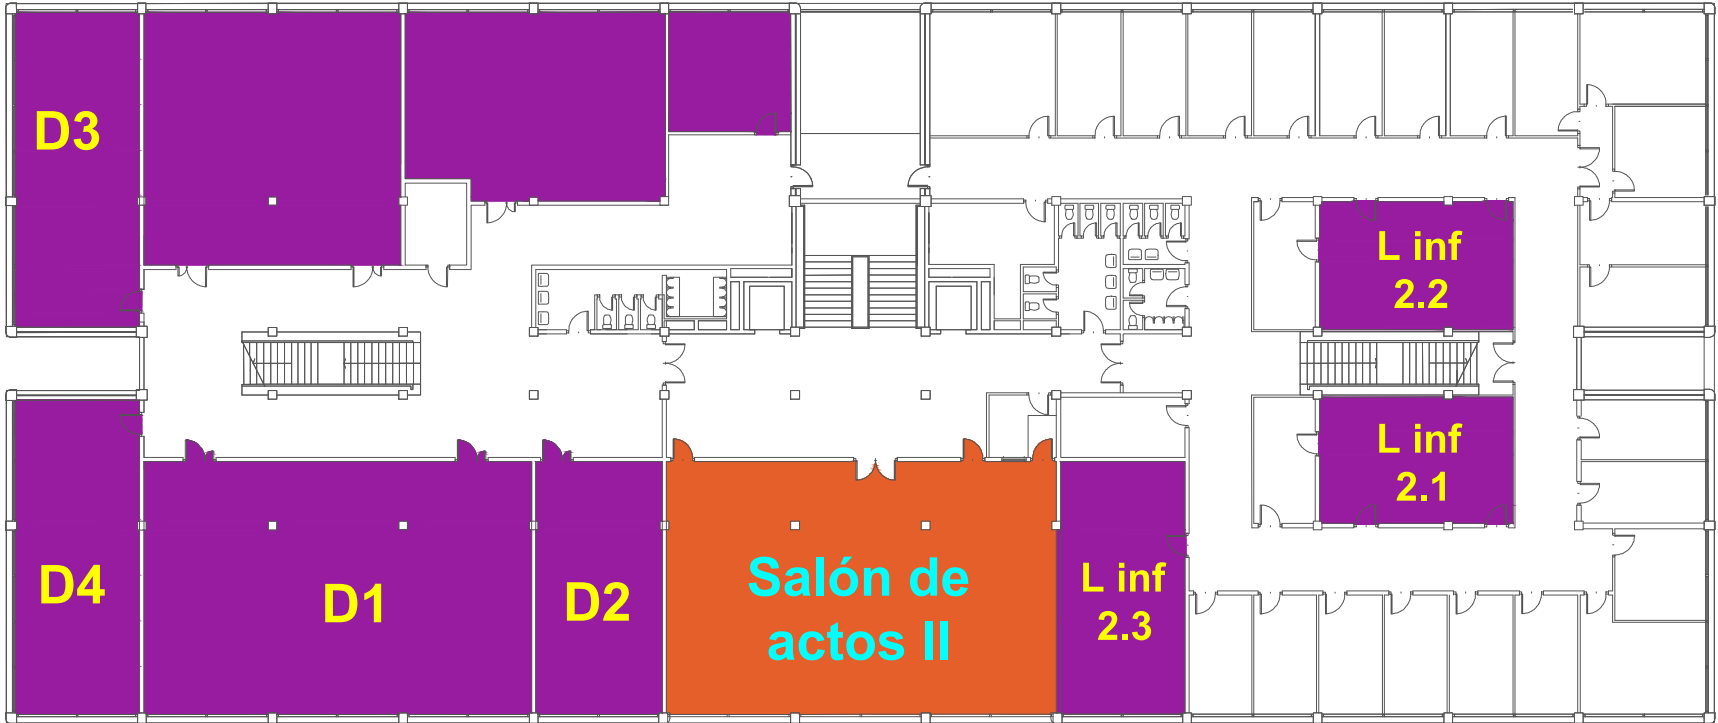 D3
L inf
2.2
L inf
2.1
D4
D1
D2
Salón de
actos II
L inf
2.3